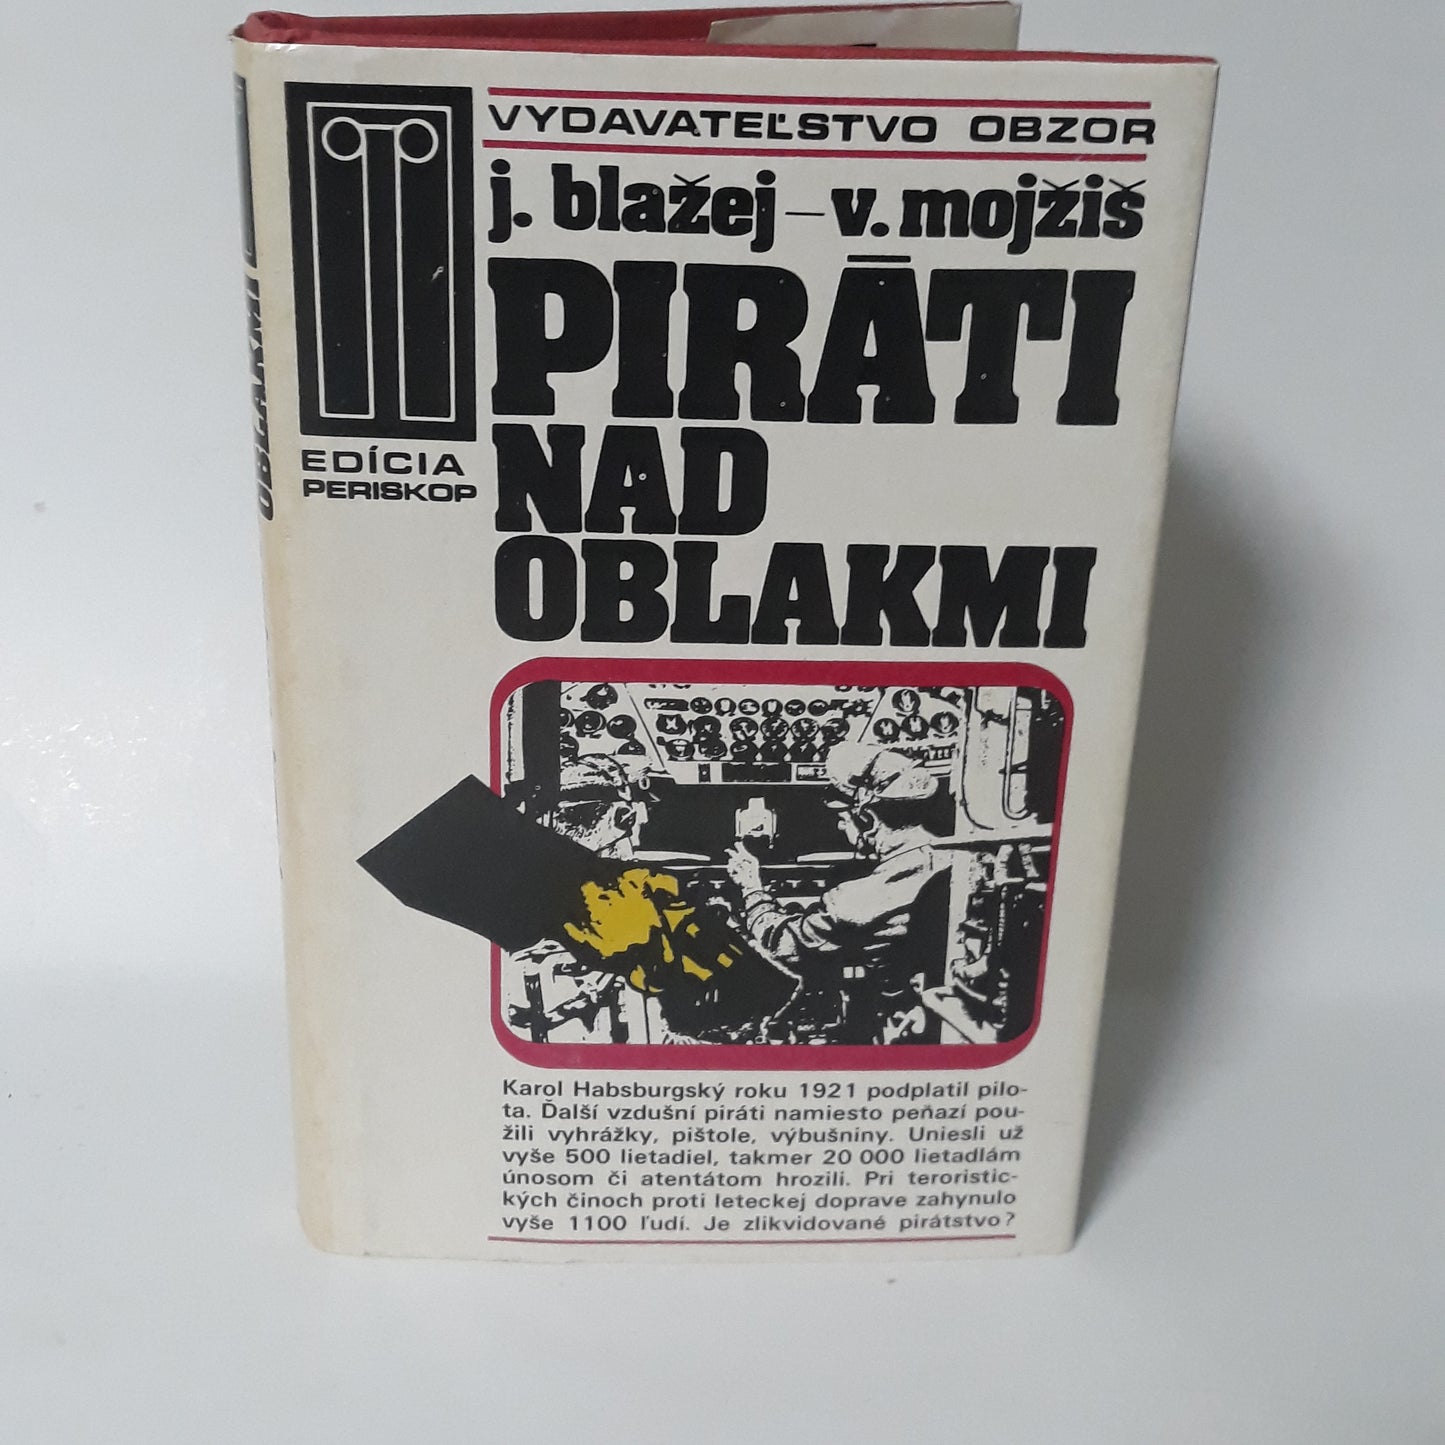 VYDAVATEĽSTVO OBZOR
j. blažej – v. mojžiš
PIRÁTI
NAD
OBLAKMI
EDÍCIA
PERISKOP
OBLAKMI
Karol Habsburgský roku 1921 podplatil pilo-
ta. Ďalší vzdušní piráti namiesto peňazí pou-
žili vyhrážky, pištole, výbušniny. Uniesli už
vyše 500 lietadiel, takmer 20 000 lietadlám
únosom či atentátom hrozili. Pri teroristic-
kých činoch proti leteckej doprave zahynulo
vyše 1100 ľudí. Je zlikvidované pirátstvo?